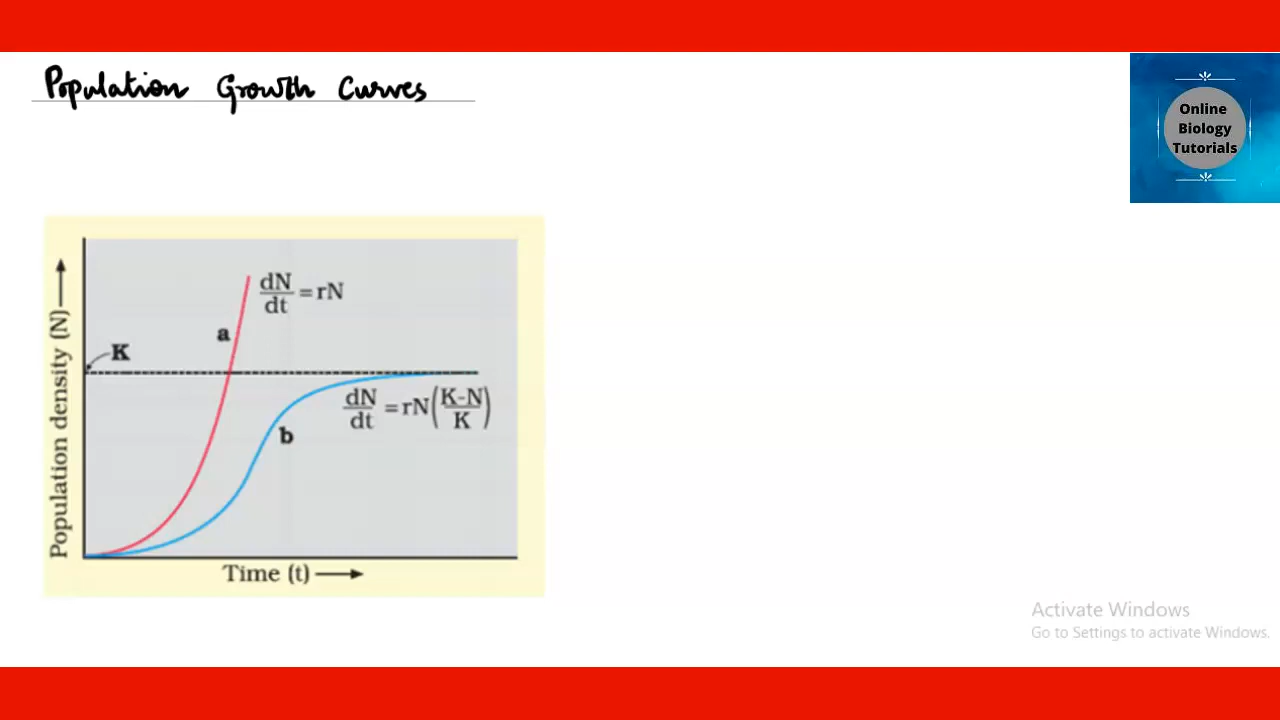 Population Growth Curves
Online
Biology
Tutorials
dN/dt = rN
a
K
dN/dt = rN(K-N/K)
b
Population density (N)
Time (t)
Activate Windows
Go to Settings to activate Windows.